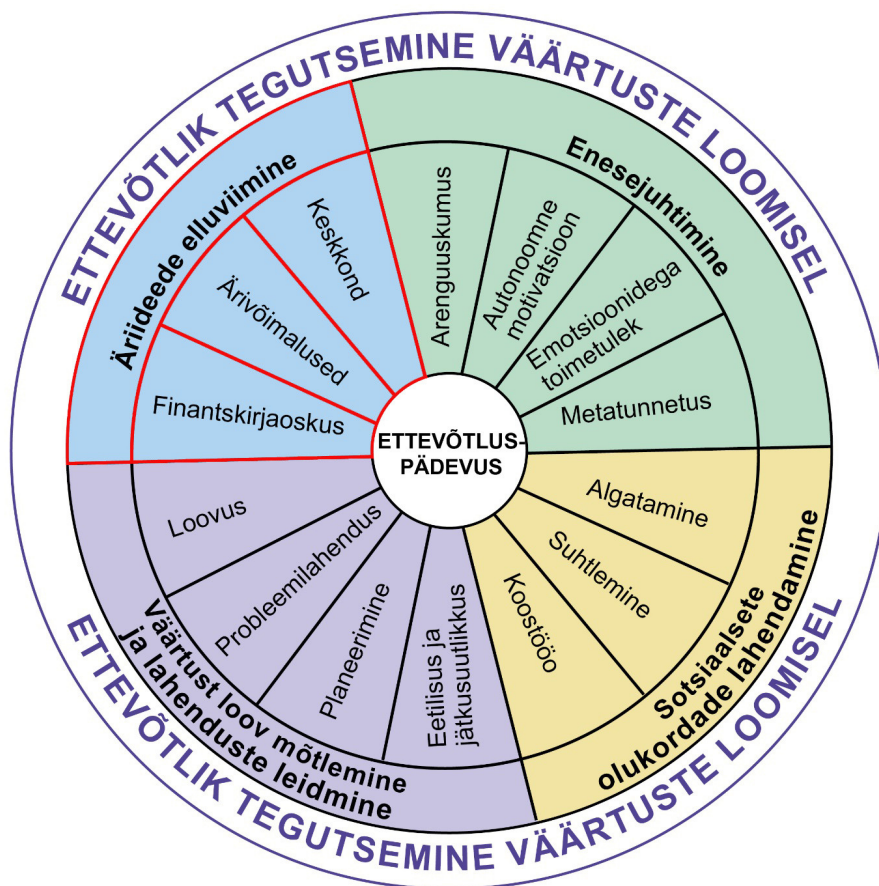 ETTEVÕTLIK TEGUTSEMINE VÄÄRTUSTE LOOMISEL
Enesejuhtimine
Arenguuskumus
Autonoomne
motivatsioon
Emotsioonidega
toimetulek
Metatunnetus
Sotsiaalsete
olukordade lahendamine
Algatamine
Suhtlemine
Koostööo
Väärtust loov mõtlemine
ja lahenduste leidmine
Eetilisus ja
jätkusuutlikkus
Planeerimine
Probleemilahendus
Loovus
Äriideede elluviimine
Finantskirjaoskus
Ärivõimalused
Keskkond
ETTEVÕTLUS-
PÄDEVUS
ETTEVÕTLIK TEGUTSEMINE VÄÄRTUSTE LOOMISEL